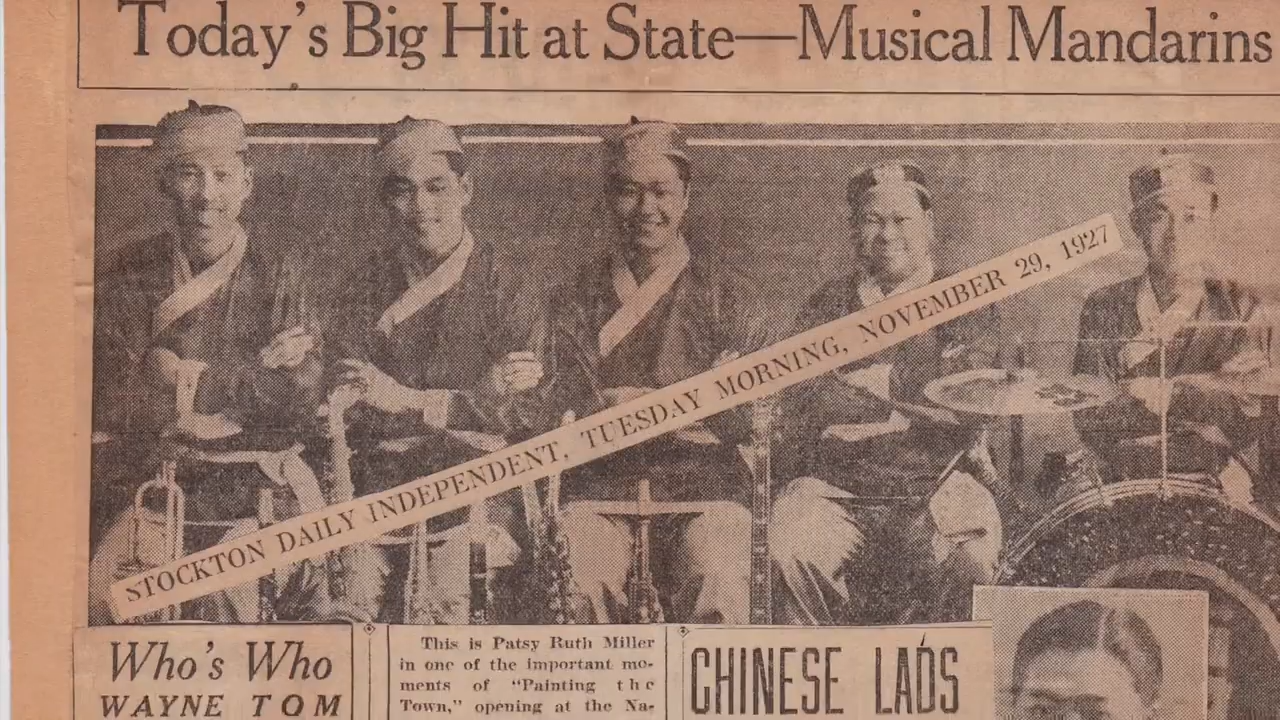 Today's Big Hit at State—Musical Mandarins
STOCKTON DAILY INDEPENDENT, TUESDAY MORNING, NOVEMBER 29, 1927
Who's Who
WAYNE TOM
This is Patsy Ruth Miller
in one of the important mo-
ments of "Painting the
Town," opening at the Na-
CHINESE LADS